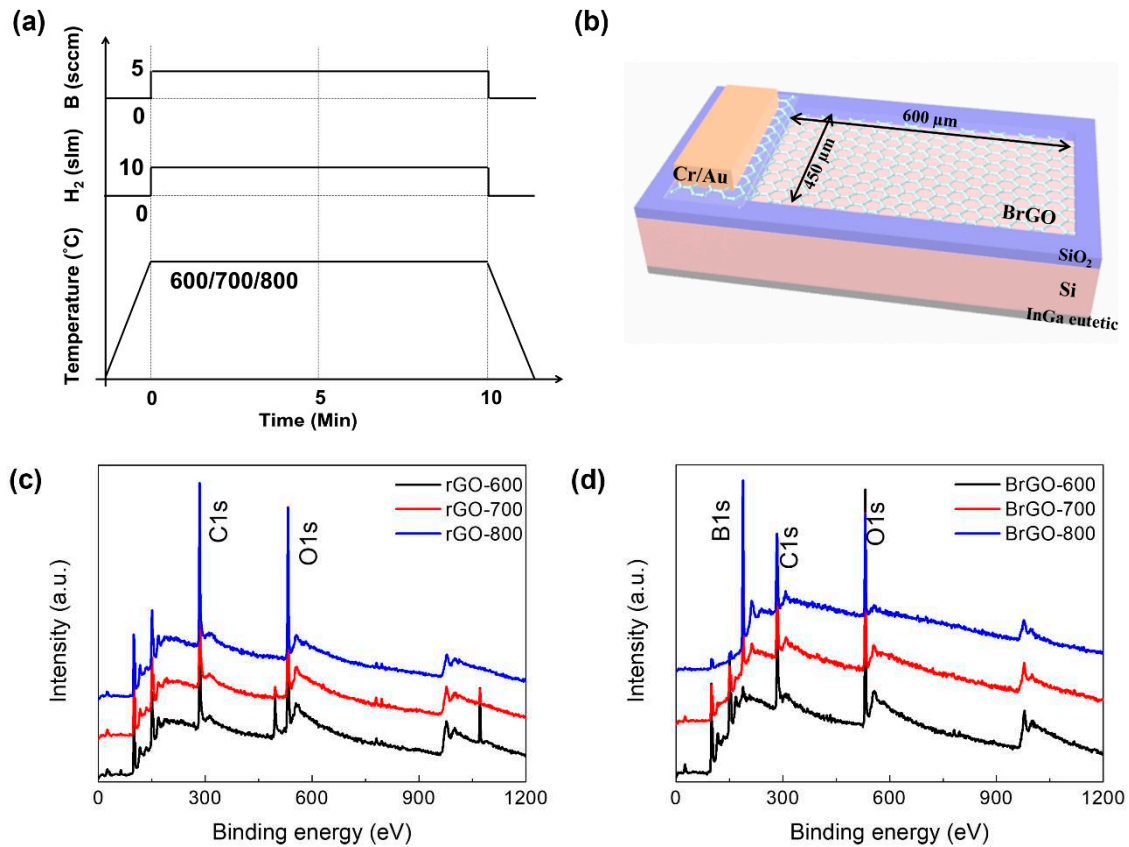 (a)
B (sccm)
5
0
H₂ (slm)
10
0
Temperature (˚C)
600/700/800
0
5
10
Time (Min)
(b)
600 µm
450 µm
Cr/Au
BrGO
SiO₂
Si
InGa eutetic
(c)
Intensity (a.u.)
C1s
O1s
rGO-600
rGO-700
rGO-800
0
300
600
900
1200
Binding energy (eV)
(d)
Intensity (a.u.)
B1s
C1s
O1s
BrGO-600
BrGO-700
BrGO-800
0
300
600
900
1200
Binding energy (eV)